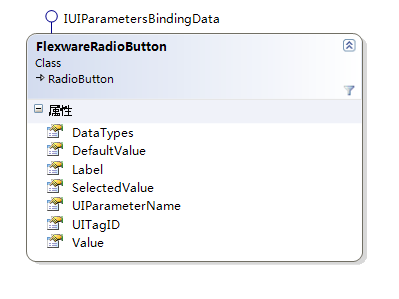 IUIParametersBindingData
FlexwareRadioButton
Class
RadioButton
属性
DataTypes
DefaultValue
Label
SelectedValue
UIParameterName
UITagID
Value